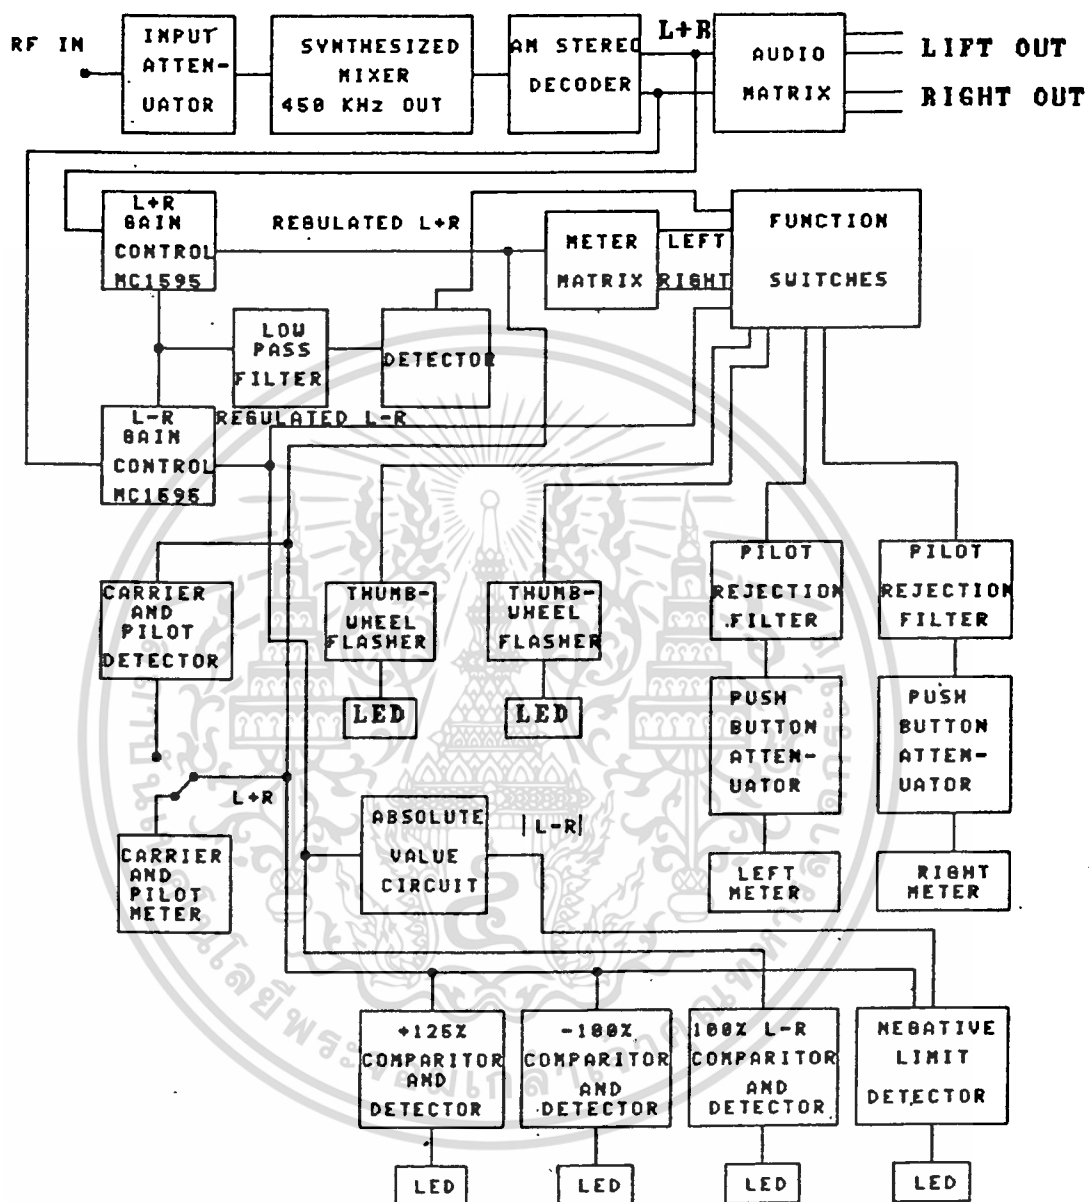 RF IN
INPUT
ATTEN-
UATOR
SYNTHESIZED
MIXER
450 KHz OUT
AM STEREO
DECODER
L+R
AUDIO
MATRIX
LIFT OUT
RIGHT OUT
L+R
GAIN
CONTROL
MC1595
REGULATED L+R
METER
MATRIX
LEFT
RIGHT
FUNCTION
SWITCHES
LOW
PASS
FILTER
DETECTOR
L-R
GAIN
CONTROL
MC1595
REGULATED L-R
CARRIER
AND
PILOT
DETECTOR
THUMB-
WHEEL
FLASHER
THUMB-
WHEEL
FLASHER
PILOT
REJECTION
FILTER
PILOT
REJECTION
FILTER
LED
LED
PUSH
BUTTON
ATTEN-
UATOR
PUSH
BUTTON
ATTEN-
UATOR
L+R
ABSOLUTE
VALUE
CIRCUIT
|L-R|
CARRIER
AND
PILOT
METER
LEFT
METER
RIGHT
METER
+125%
COMPARITOR
AND
DETECTOR
-100%
COMPARITOR
AND
DETECTOR
100% L-R
COMPARITOR
AND
DETECTOR
NEGATIVE
LIMIT
DETECTOR
LED
LED
LED
LED